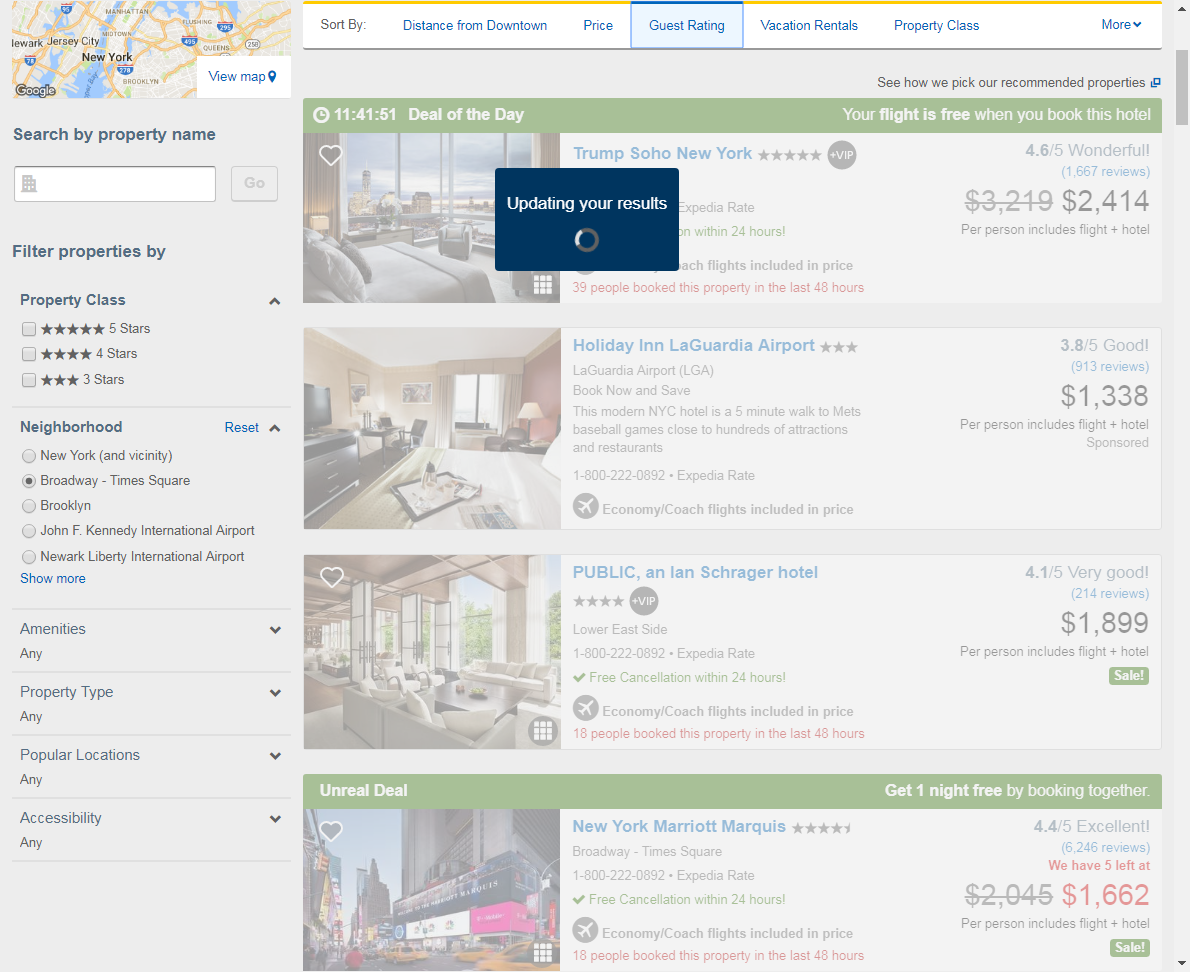 MANHATTAN
FLUSHING
495
295
MIDTOWN
Newark Jersey City
495
QUEENS
258
78
New York
278
BROOKLYN
Google
View map
Sort By:
Distance from Downtown
Price
Guest Rating
Vacation Rentals
Property Class
More
See how we pick our recommended properties
Search by property name
Go
Filter properties by
Property Class
5 Stars
4 Stars
3 Stars
Neighborhood
Reset
New York (and vicinity)
Broadway - Times Square
Brooklyn
John F. Kennedy International Airport
Newark Liberty International Airport
Show more
Amenities
Any
Property Type
Any
Popular Locations
Any
Accessibility
Any
11:41:51 Deal of the Day
Your flight is free when you book this hotel
Trump Soho New York
+VIP
4.6/5 Wonderful!
(1,667 reviews)
$3,219 $2,414
Per person includes flight + hotel
Updating your results
Expedia Rate
on within 24 hours!
Economy/Coach flights included in price
39 people booked this property in the last 48 hours
Holiday Inn LaGuardia Airport
LaGuardia Airport (LGA)
Book Now and Save
This modern NYC hotel is a 5 minute walk to Mets
baseball games close to hundreds of attractions
and restaurants
1-800-222-0892 • Expedia Rate
Economy/Coach flights included in price
3.8/5 Good!
(913 reviews)
$1,338
Per person includes flight + hotel
Sponsored
PUBLIC, an Ian Schrager hotel
+VIP
Lower East Side
1-800-222-0892 • Expedia Rate
Free Cancellation within 24 hours!
Economy/Coach flights included in price
18 people booked this property in the last 48 hours
4.1/5 Very good!
(214 reviews)
$1,899
Per person includes flight + hotel
Sale!
Unreal Deal
Get 1 night free by booking together.
New York Marriott Marquis
Broadway - Times Square
1-800-222-0892 • Expedia Rate
Free Cancellation within 24 hours!
Economy/Coach flights included in price
18 people booked this property in the last 48 hours
4.4/5 Excellent!
(6,246 reviews)
We have 5 left at
$2,045 $1,662
Per person includes flight + hotel
Sale!
WELCOME TO THE MARRIOTT MARQUIS